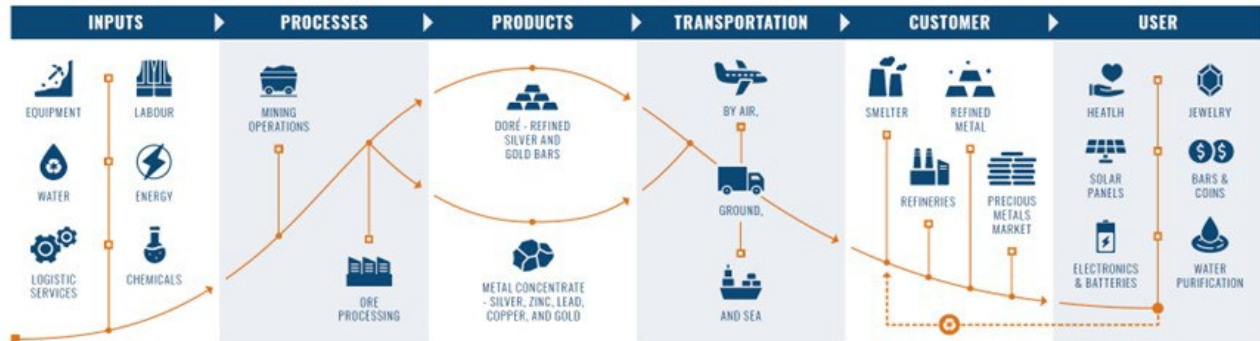 INPUTS
PROCESSES
PRODUCTS
TRANSPORTATION
CUSTOMER
USER
EQUIPMENT
LABOUR
WATER
ENERGY
LOGISTIC
SERVICES
CHEMICALS
MINING
OPERATIONS
ORE
PROCESSING
DORÉ - REFINED
SILVER AND
GOLD BARS
METAL CONCENTRATE
- SILVER, ZINC, LEAD,
COPPER, AND GOLD
BY AIR,
GROUND,
AND SEA
SMELTER
REFINED
METAL
REFINERIES
PRECIOUS
METALS
MARKET
HEATLH
JEWELRY
SOLAR
PANELS
BARS &
COINS
ELECTRONICS
& BATTERIES
WATER
PURIFICATION